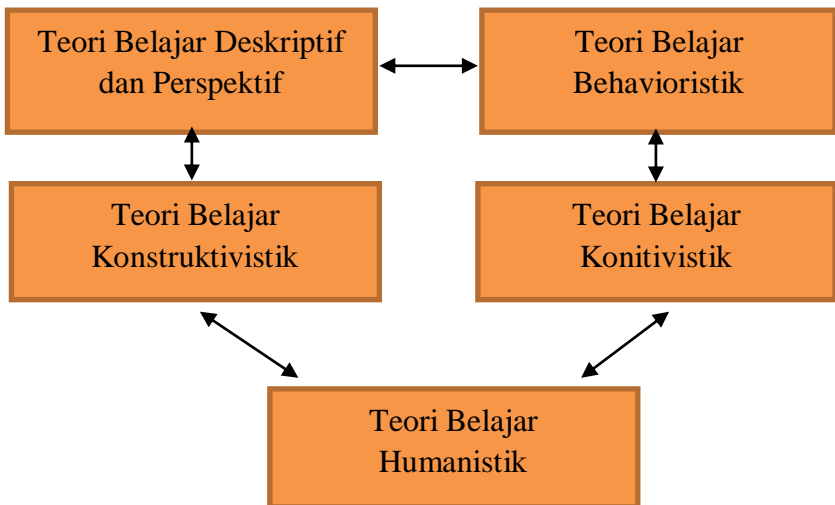 Teori Belajar Deskriptif
dan Perspektif
Teori Belajar
Behavioristik
Teori Belajar
Konstruktivistik
Teori Belajar
Konitivistik
Teori Belajar
Humanistik